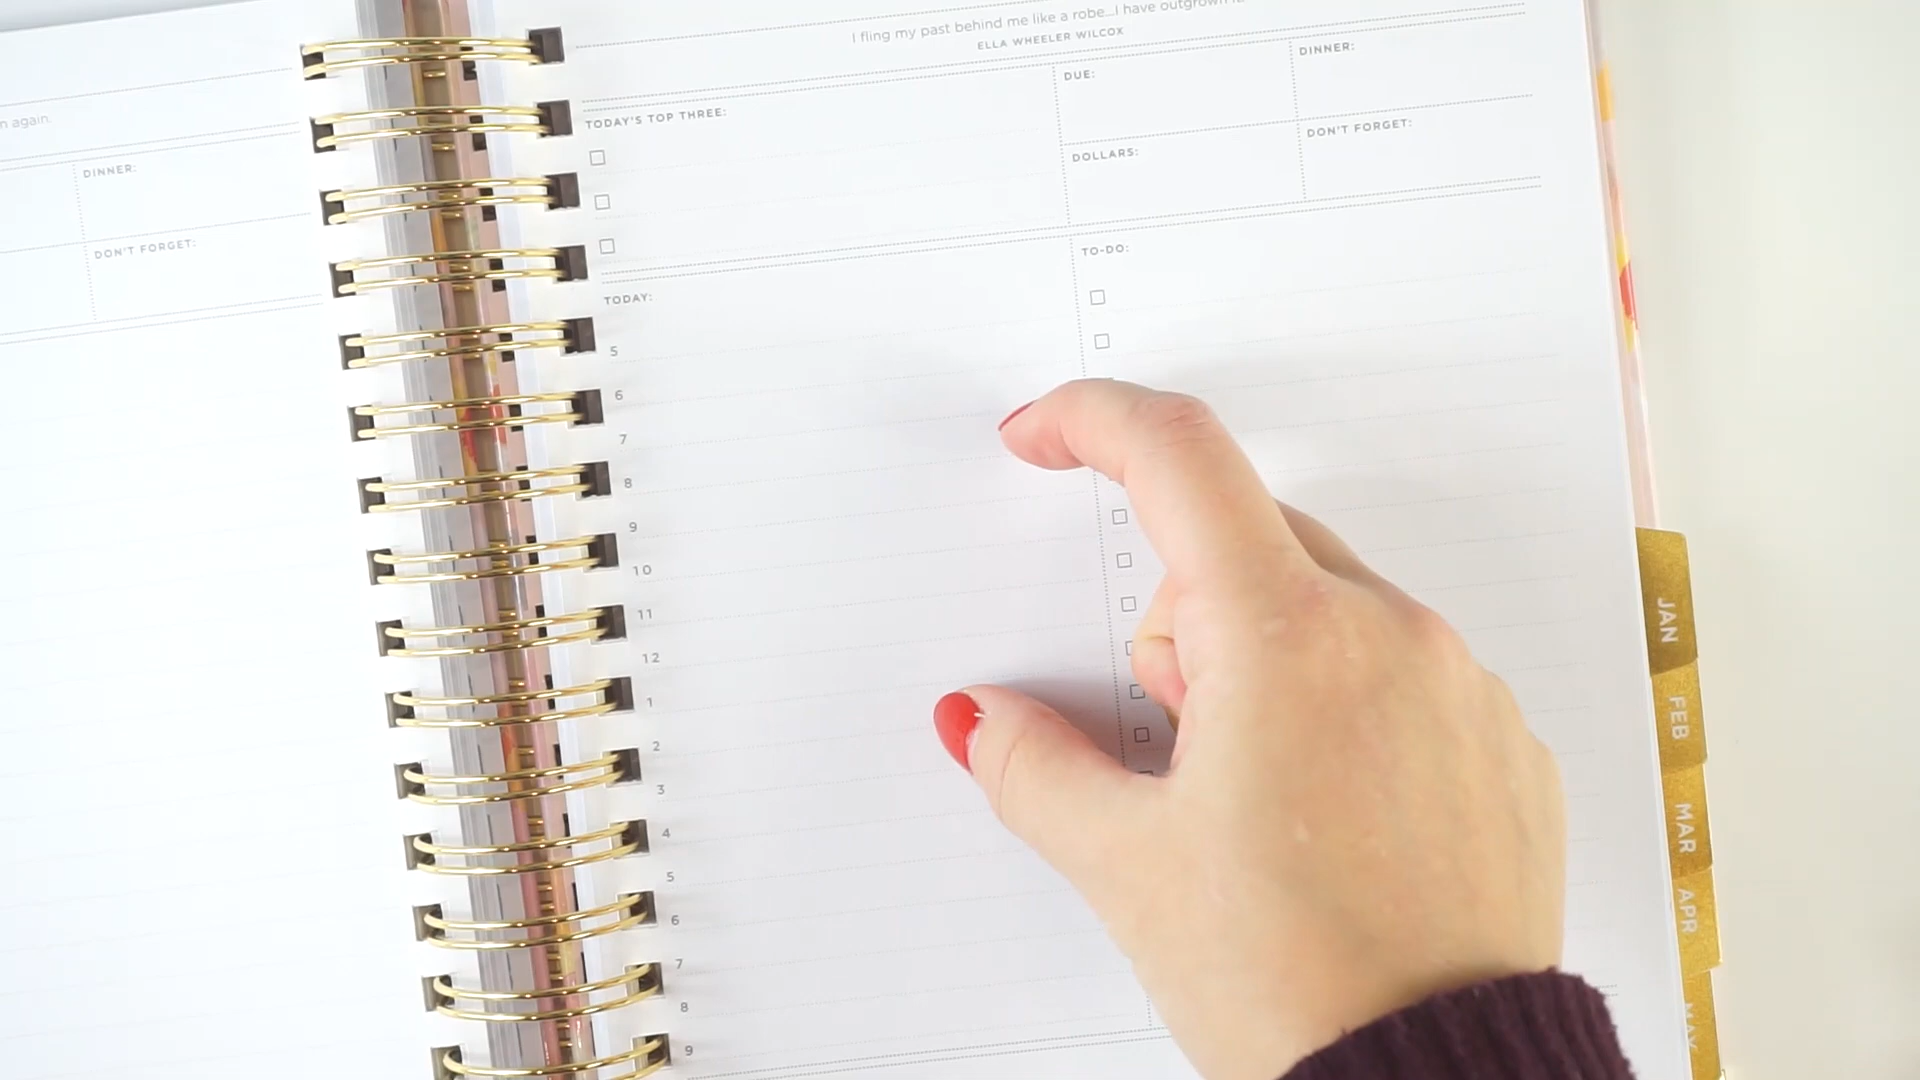 n again.
DINNER:
DON'T FORGET:
I fling my past behind me like a robe...I have outgrown
ELLA WHEELER WILCOX
TODAY'S TOP THREE:
DUE:
DINNER:
DOLLARS:
DON'T FORGET:
TODAY:
TO-DO:
5
6
7
8
9
10
11
12
1
2
3
4
5
6
7
8
9
JAN
FEB
MAR
APR
MAY